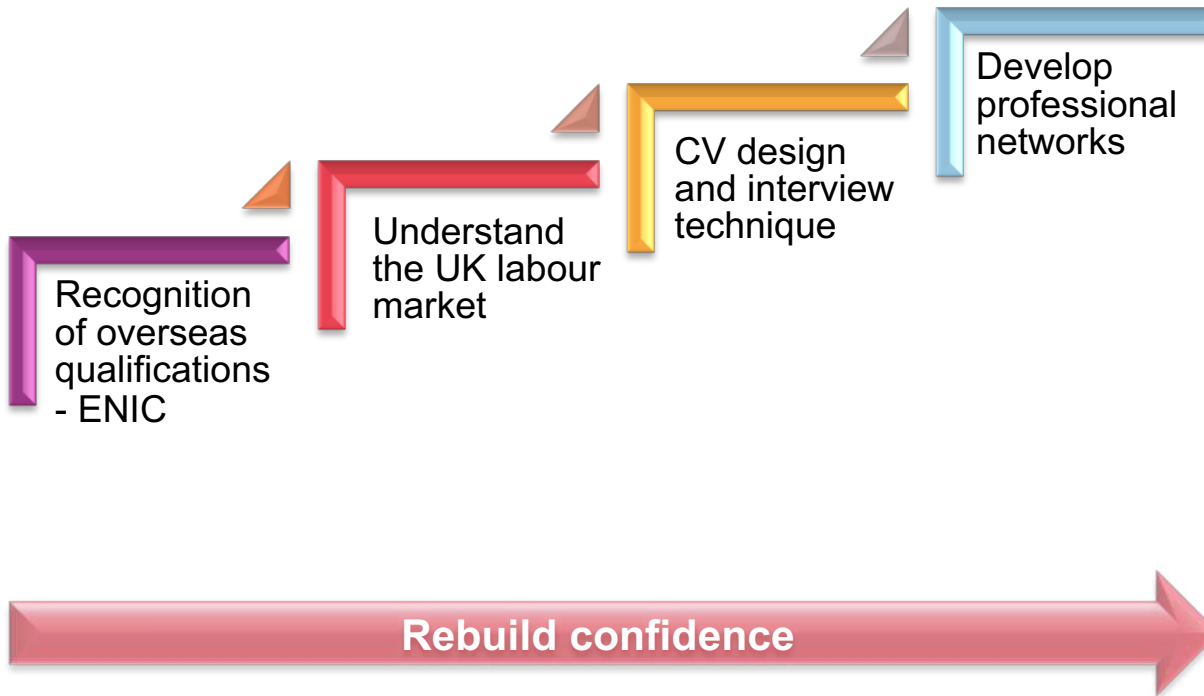 Recognition
of overseas
qualifications
- ENIC
Understand
the UK labour
market
CV design
and interview
technique
Develop
professional
networks
Rebuild confidence